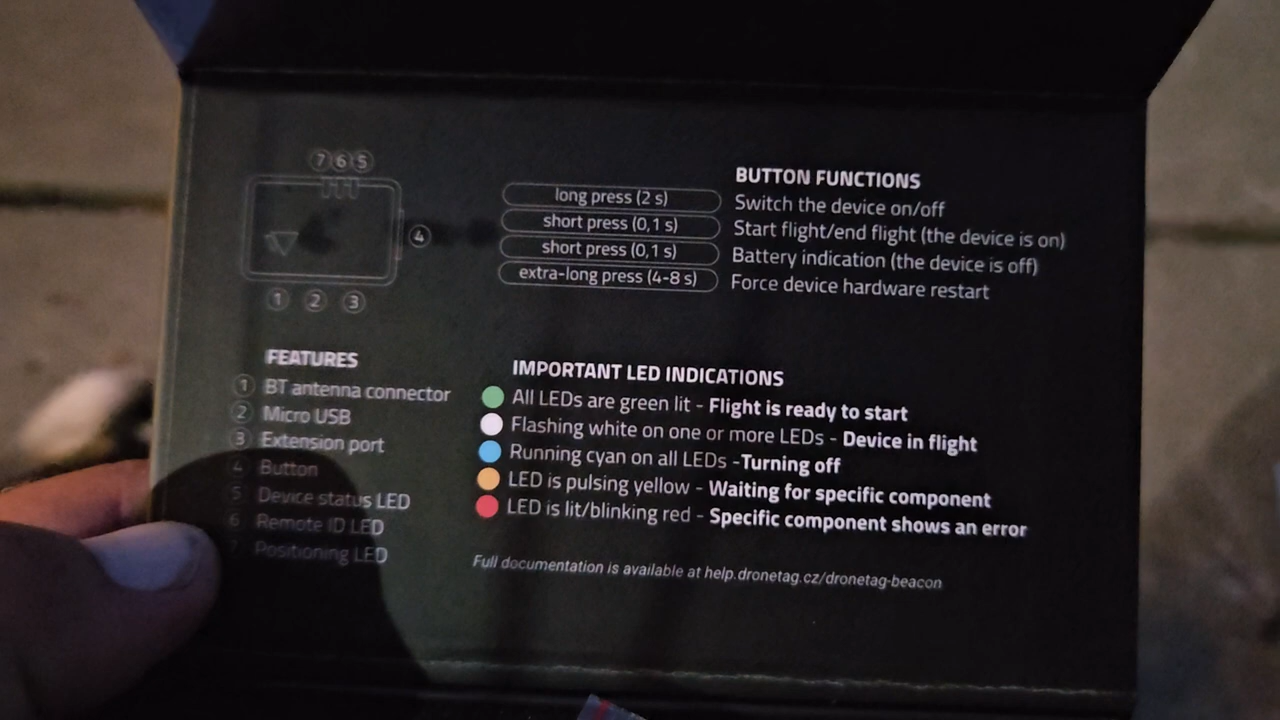 7 6 5
4
1 2 3
BUTTON FUNCTIONS
long press (2 s) Switch the device on/off
short press (0,1 s) Start flight/end flight (the device is on)
short press (0,1 s) Battery indication (the device is off)
extra-long press (4-8 s) Force device hardware restart
FEATURES
1 BT antenna connector
2 Micro USB
3 Extension port
4 Button
5 Device status LED
6 Remote ID LED
7 Positioning LED
IMPORTANT LED INDICATIONS
All LEDs are green lit - Flight is ready to start
Flashing white on one or more LEDs - Device in flight
Running cyan on all LEDs -Turning off
LED is pulsing yellow - Waiting for specific component
LED is lit/blinking red - Specific component shows an error
Full documentation is available at help.dronetag.cz/dronetag-beacon